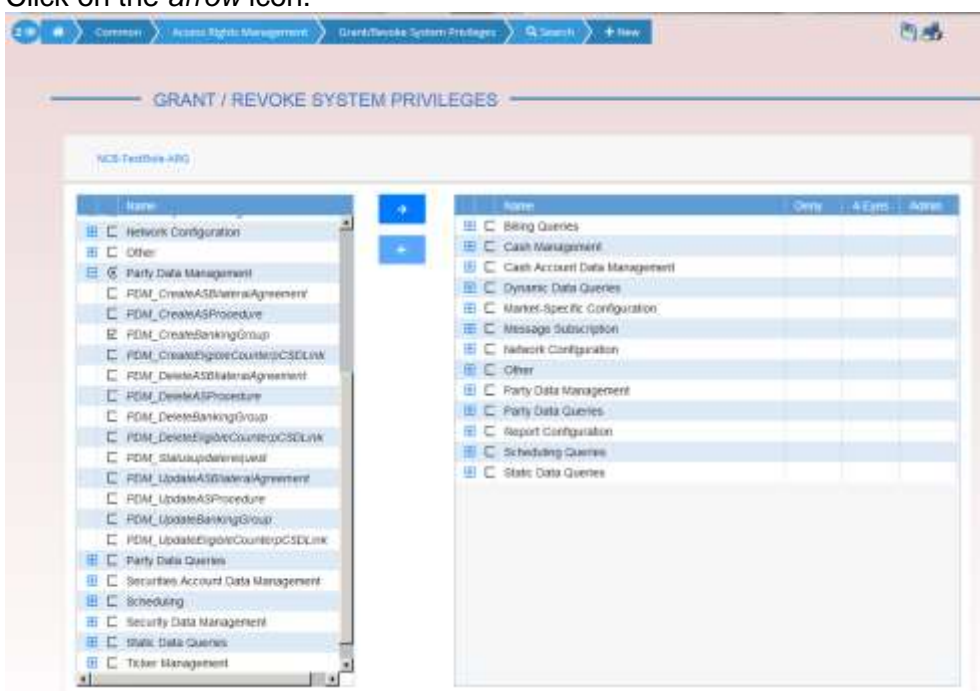 Click on the arrow icon.
Common Access Rights Management Grant/Revoke System Privileges Search + New
GRANT / REVOKE SYSTEM PRIVILEGES
NCB-TestRole-ARG
Name
Network Configuration
Other
Party Data Management
PDM_CreateASBilateralAgreement
PDM_CreateASProcedure
PDM_CreateBankingGroup
PDM_CreateEligibleCounterpCSDLink
PDM_DeleteASBilateralAgreement
PDM_DeleteASProcedure
PDM_DeleteBankingGroup
PDM_DeleteEligibleCounterpCSDLink
PDM_Statusupdaterequest
PDM_UpdateASBilateralAgreement
PDM_UpdateASProcedure
PDM_UpdateBankingGroup
PDM_UpdateEligibleCounterpCSDLink
Party Data Queries
Securities Account Data Management
Scheduling
Security Data Management
Static Data Queries
Ticker Management
Name Deny 4 Eyes Admin
Billing Queries
Cash Management
Cash Account Data Management
Dynamic Data Queries
Market-Specific Configuration
Message Subscription
Network Configuration
Other
Party Data Management
Party Data Queries
Report Configuration
Scheduling Queries
Static Data Queries